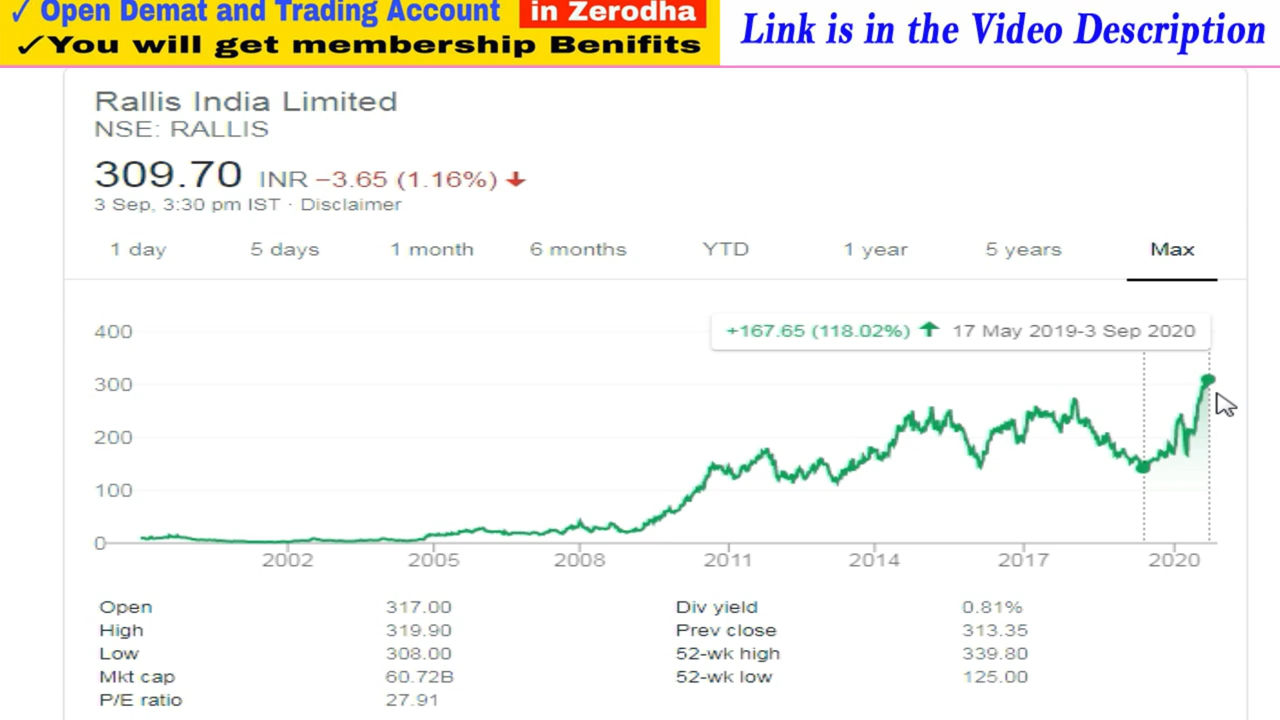 ✓ Open Demat and Trading Account in Zerodha
✓You will get membership Benifits
Link is in the Video Description
Rallis India Limited
NSE: RALLIS
309.70 INR −3.65 (1.16%) ↓
3 Sep, 3:30 pm IST · Disclaimer
1 day 5 days 1 month 6 months YTD 1 year 5 years Max
+167.65 (118.02%) ↑ 17 May 2019-3 Sep 2020
400
300
200
100
0
2002 2005 2008 2011 2014 2017 2020
Open 317.00 Div yield 0.81%
High 319.90 Prev close 313.35
Low 308.00 52-wk high 339.80
Mkt cap 60.72B 52-wk low 125.00
P/E ratio 27.91